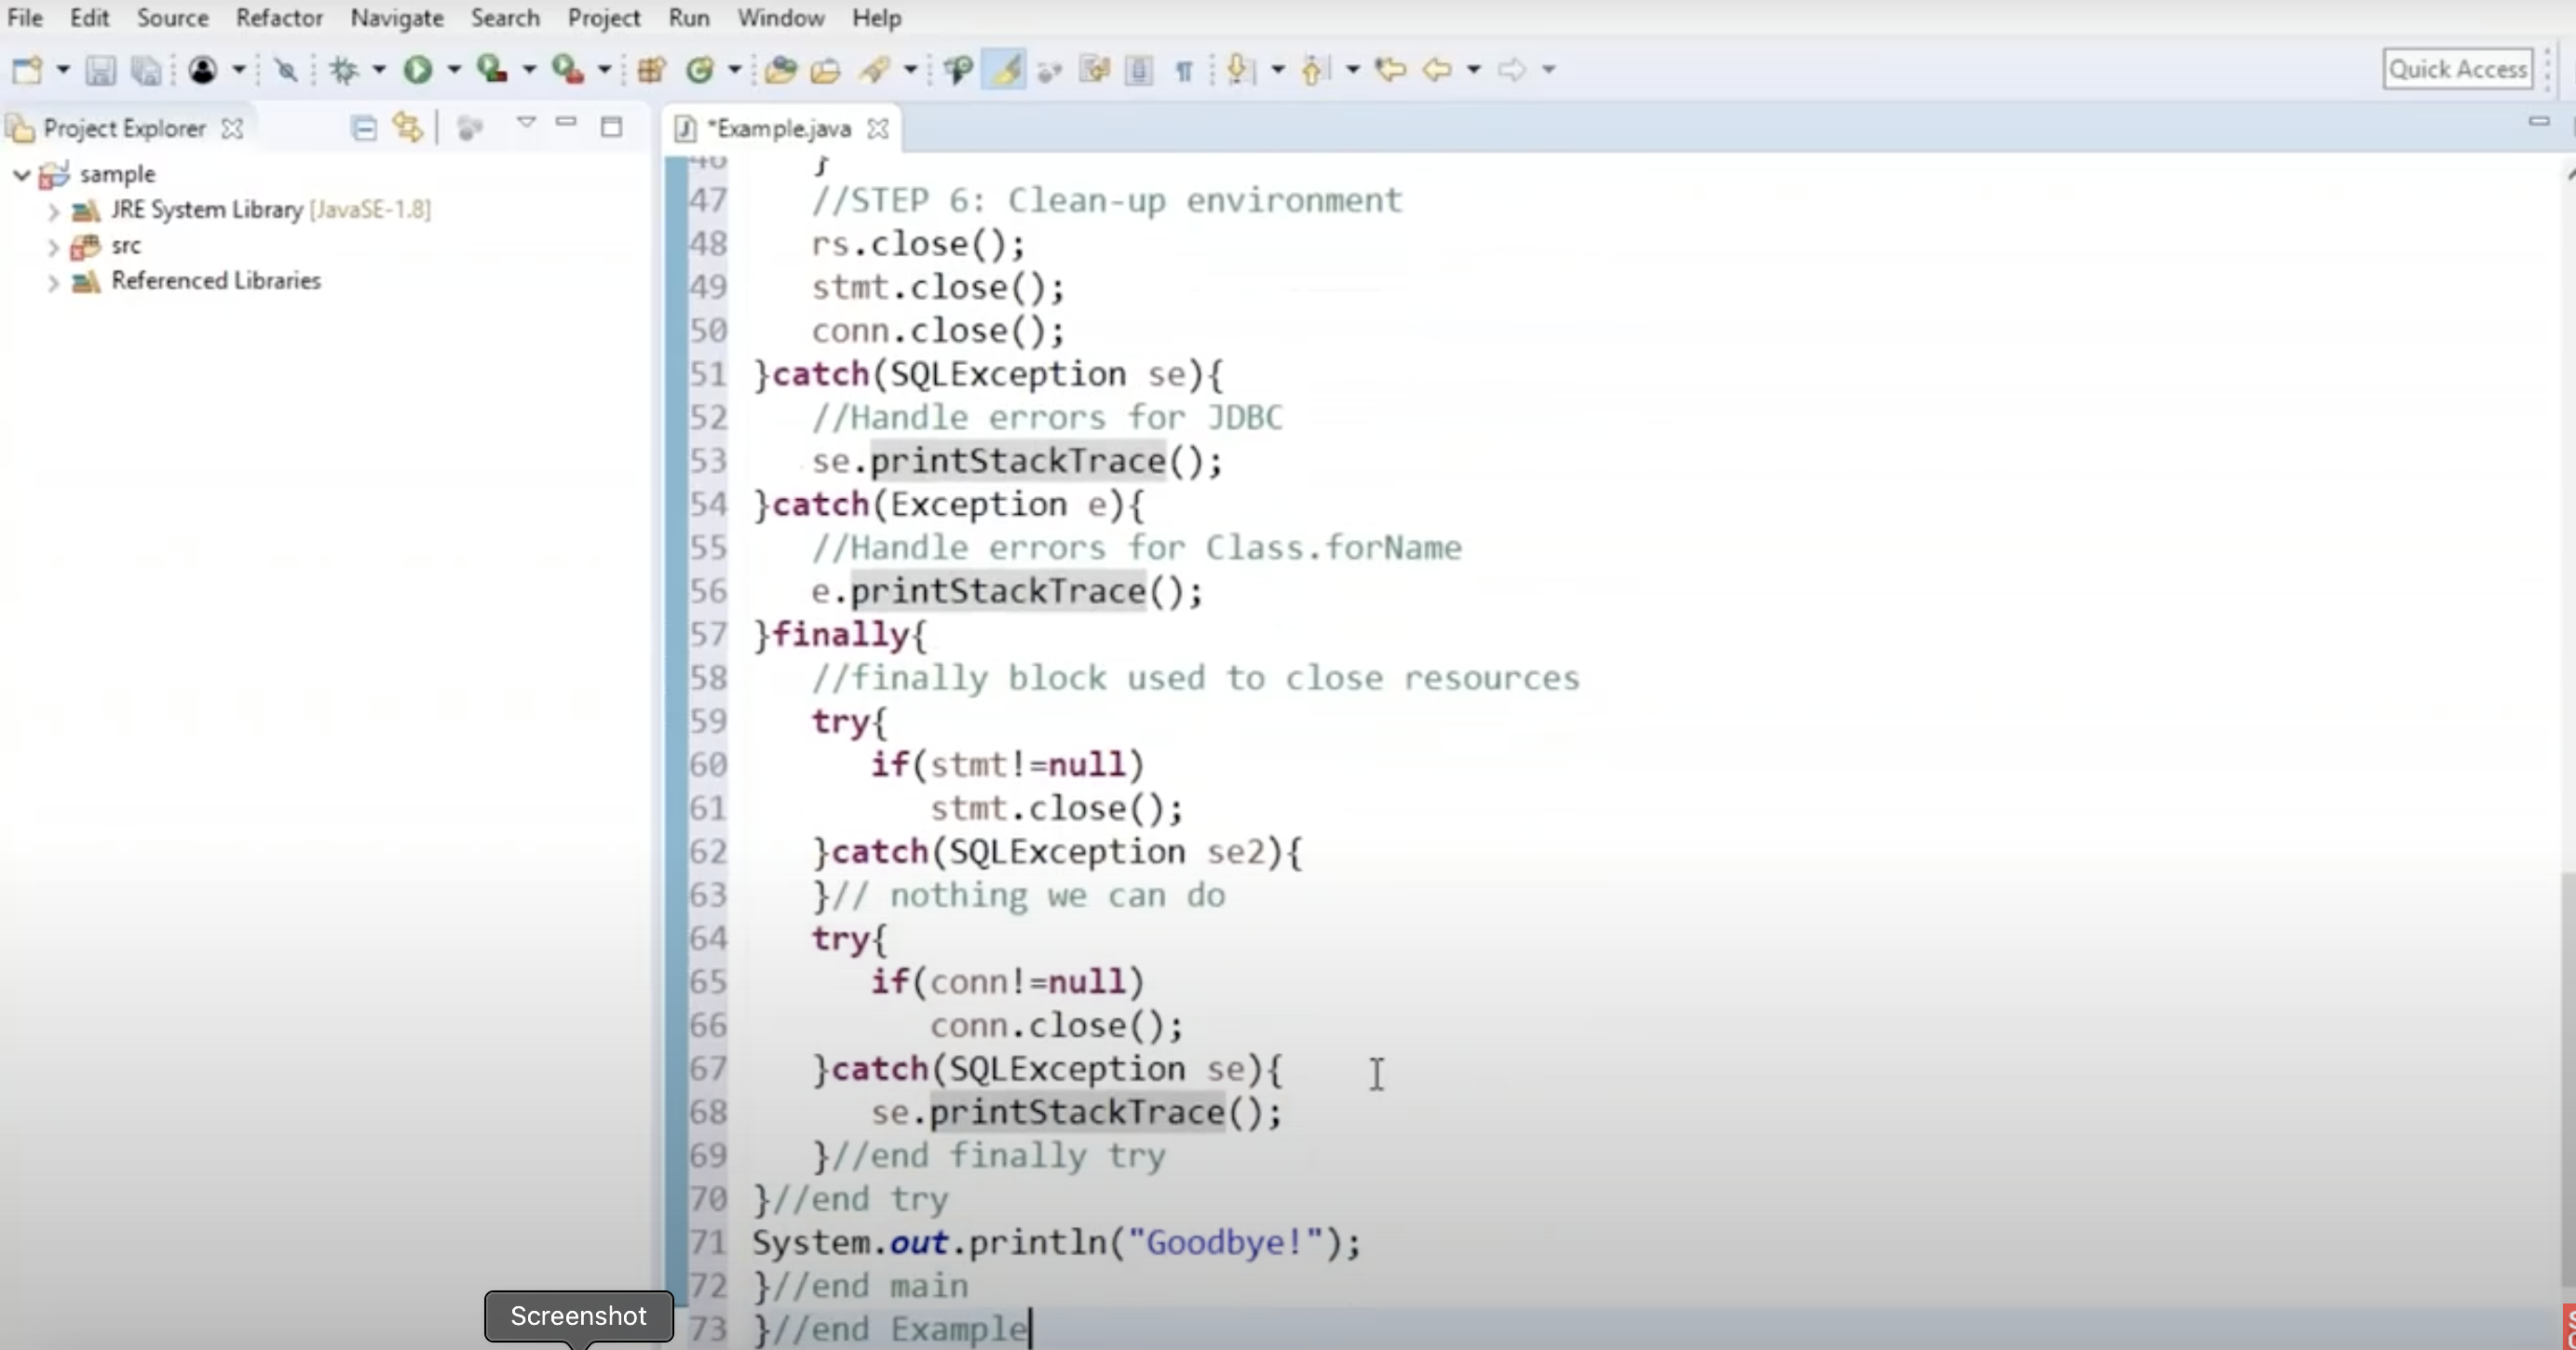 File Edit Source Refactor Navigate Search Project Run Window Help
Quick Access
Project Explorer
*Example.java
sample
JRE System Library [JavaSE-1.8]
src
Referenced Libraries
46 }
47 //STEP 6: Clean-up environment
48 rs.close();
49 stmt.close();
50 conn.close();
51 }catch(SQLException se){
52 //Handle errors for JDBC
53 se.printStackTrace();
54 }catch(Exception e){
55 //Handle errors for Class.forName
56 e.printStackTrace();
57 }finally{
58 //finally block used to close resources
59 try{
60 if(stmt!=null)
61 stmt.close();
62 }catch(SQLException se2){
63 }// nothing we can do
64 try{
65 if(conn!=null)
66 conn.close();
67 }catch(SQLException se){
68 se.printStackTrace();
69 }//end finally try
70 }//end try
71 System.out.println("Goodbye!");
72 }//end main
73 }//end Example
Screenshot